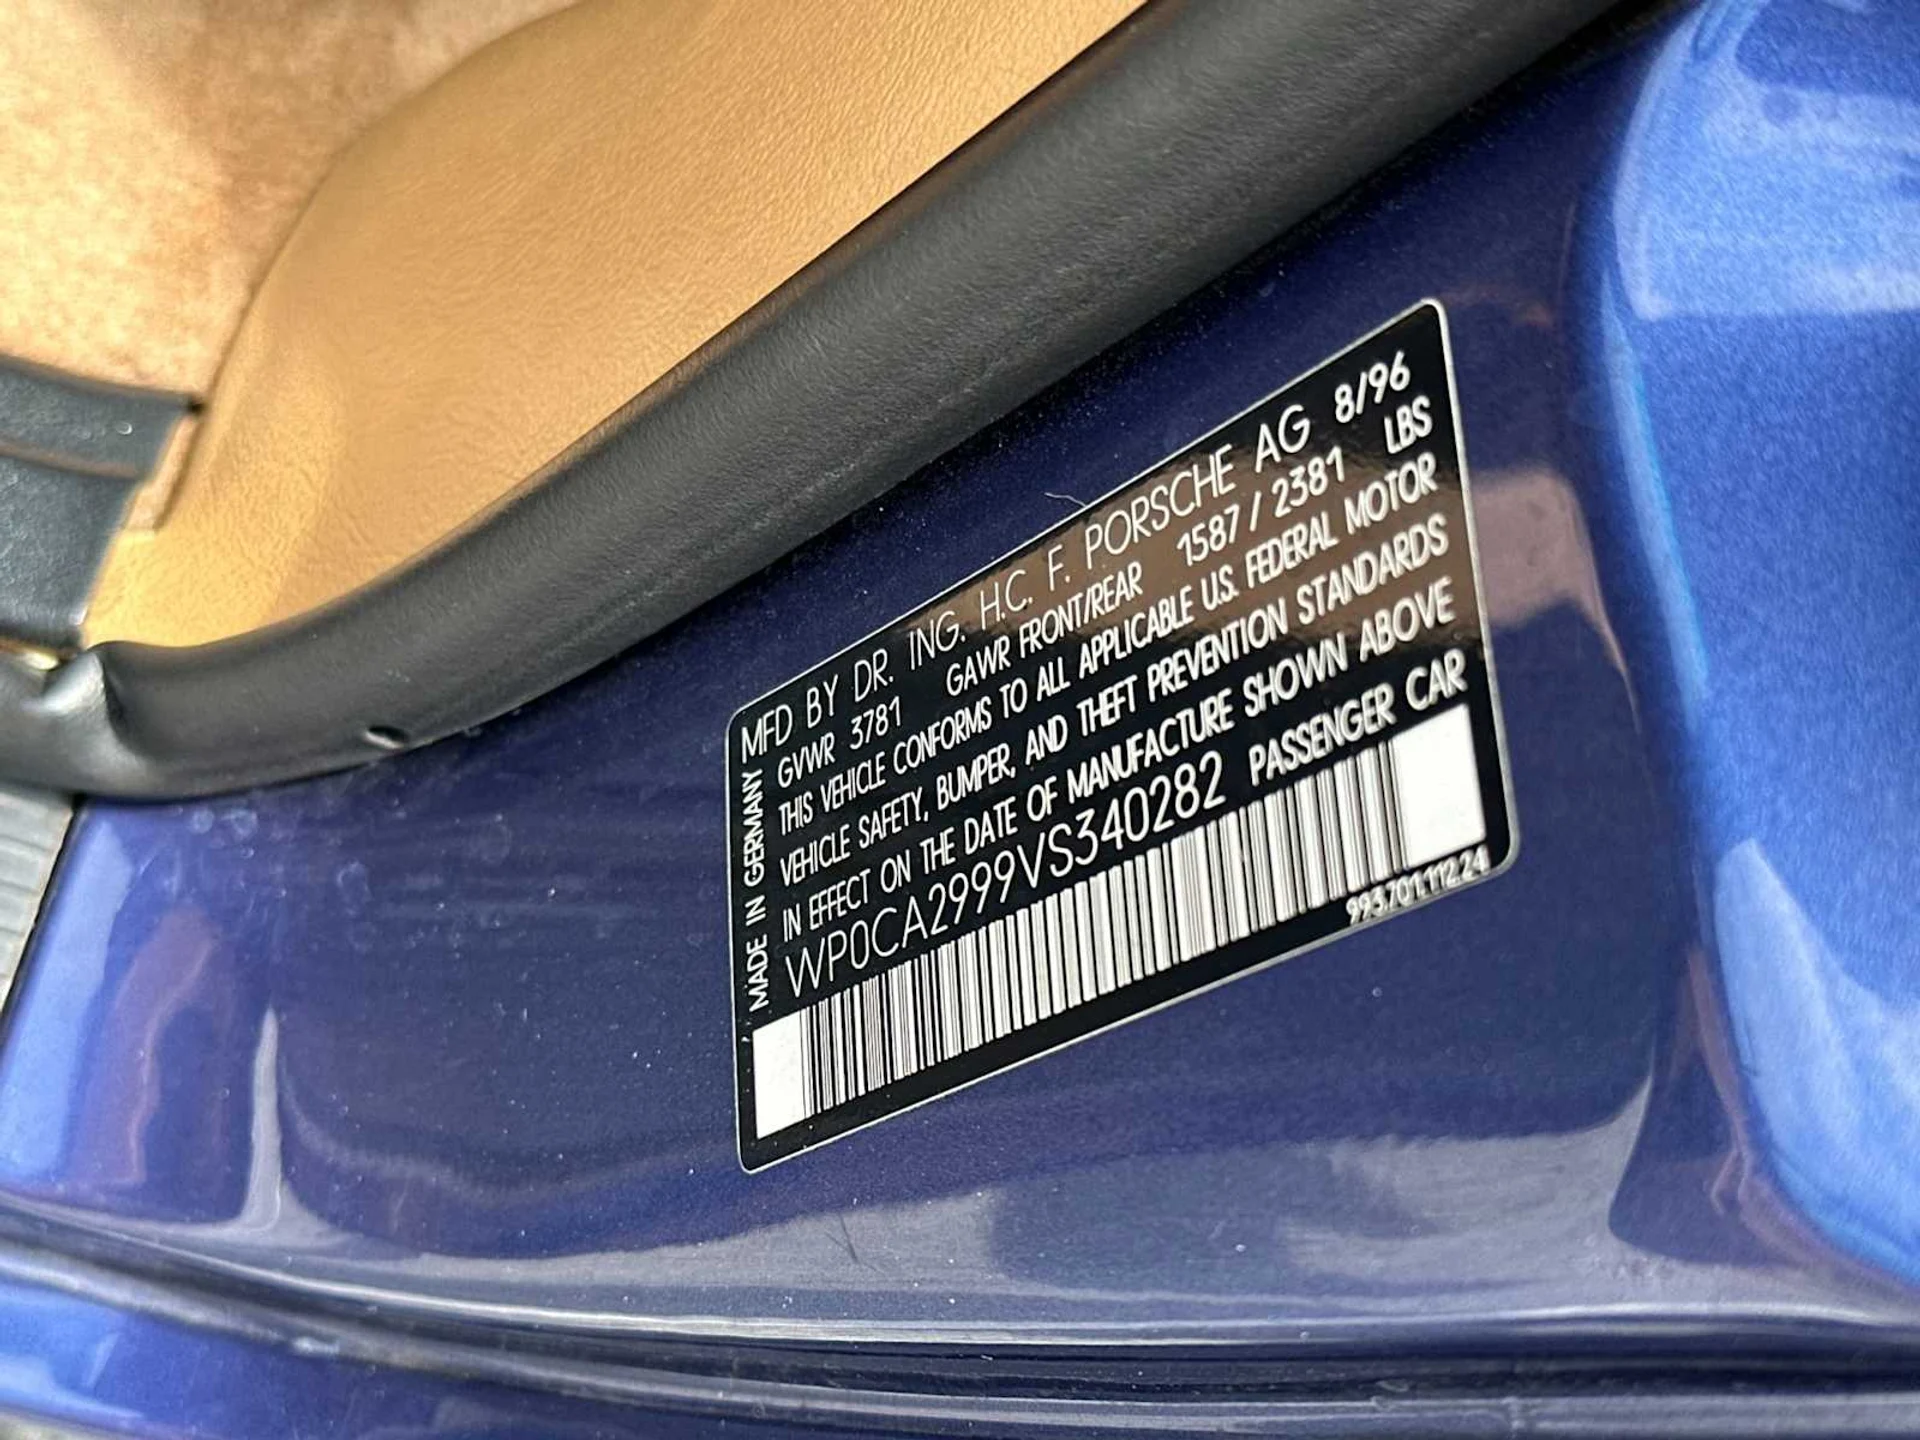 MFD BY DR. ING. H.C. F. PORSCHE AG 8/96
GVWR 3781 GAWR FRONT/REAR 1587 / 2381 LBS
THIS VEHICLE CONFORMS TO ALL APPLICABLE U.S. FEDERAL MOTOR
VEHICLE SAFETY, BUMPER, AND THEFT PREVENTION STANDARDS
IN EFFECT ON THE DATE OF MANUFACTURE SHOWN ABOVE
WP0CA2999VS340282 PASSENGER CAR
993.701.112.24
MADE IN GERMANY